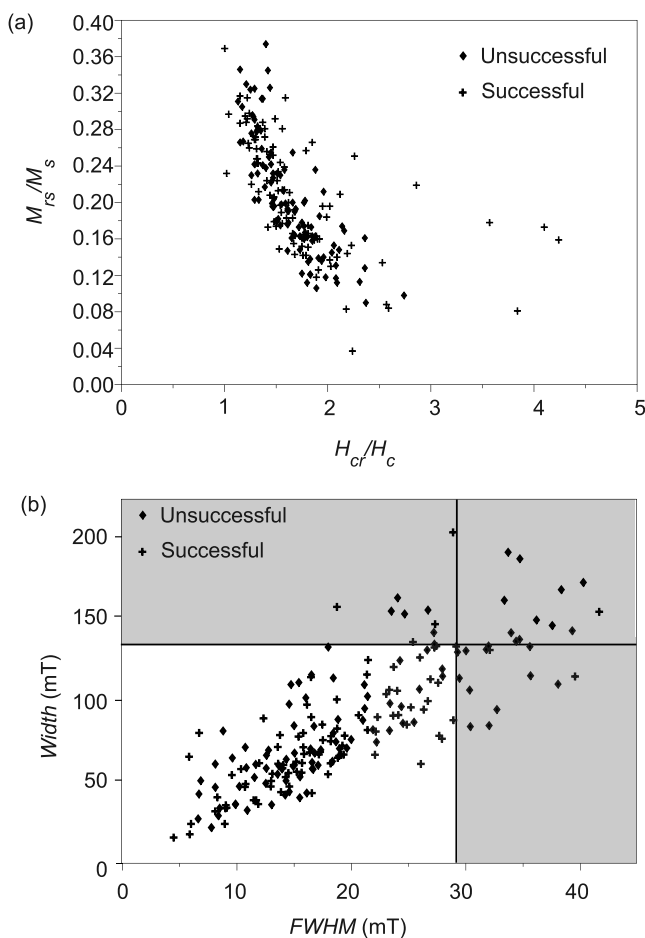 (a)
0.40
0.36
0.32
0.28
0.24
0.20
0.16
0.12
0.08
0.04
0.00
Mrs/Ms
Unsuccessful
Successful
0 1 2 3 4 5
Hcr/Hc
(b)
200
150
100
50
0
Width (mT)
Unsuccessful
Successful
0 10 20 30 40
FWHM (mT)